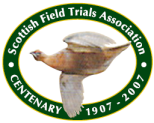 Scottish Field Trials Association
CENTENARY 1907 - 2007